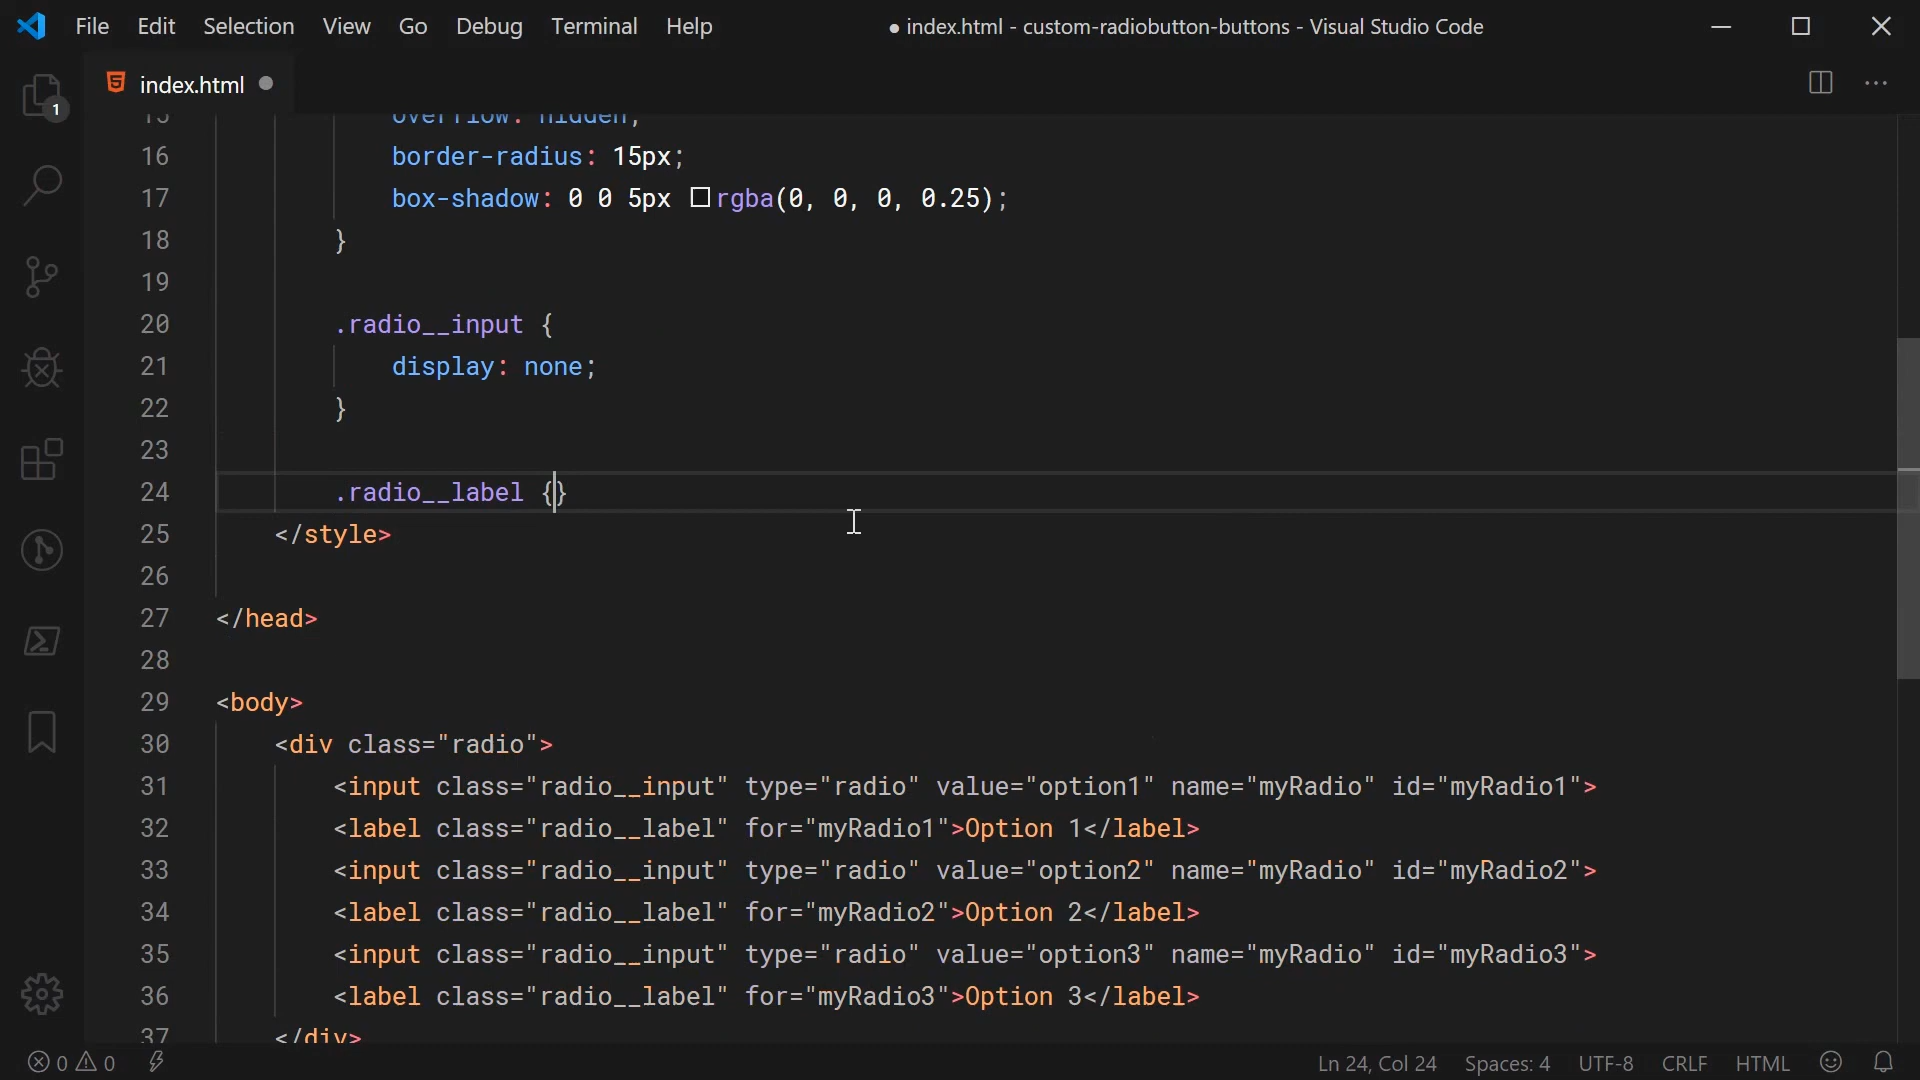 File Edit Selection View Go Debug Terminal Help ● index.html - custom-radiobutton-buttons - Visual Studio Code
index.html
1
15 overflow: hidden;
16 border-radius: 15px;
17 box-shadow: 0 0 5px rgba(0, 0, 0, 0.25);
18 }
19
20 .radio__input {
21 display: none;
22 }
23
24 .radio__label {}
25 </style>
26
27 </head>
28
29 <body>
30 <div class="radio">
31 <input class="radio__input" type="radio" value="option1" name="myRadio" id="myRadio1">
32 <label class="radio__label" for="myRadio1">Option 1</label>
33 <input class="radio__input" type="radio" value="option2" name="myRadio" id="myRadio2">
34 <label class="radio__label" for="myRadio2">Option 2</label>
35 <input class="radio__input" type="radio" value="option3" name="myRadio" id="myRadio3">
36 <label class="radio__label" for="myRadio3">Option 3</label>
37 </div>
0 0 Ln 24, Col 24 Spaces: 4 UTF-8 CRLF HTML